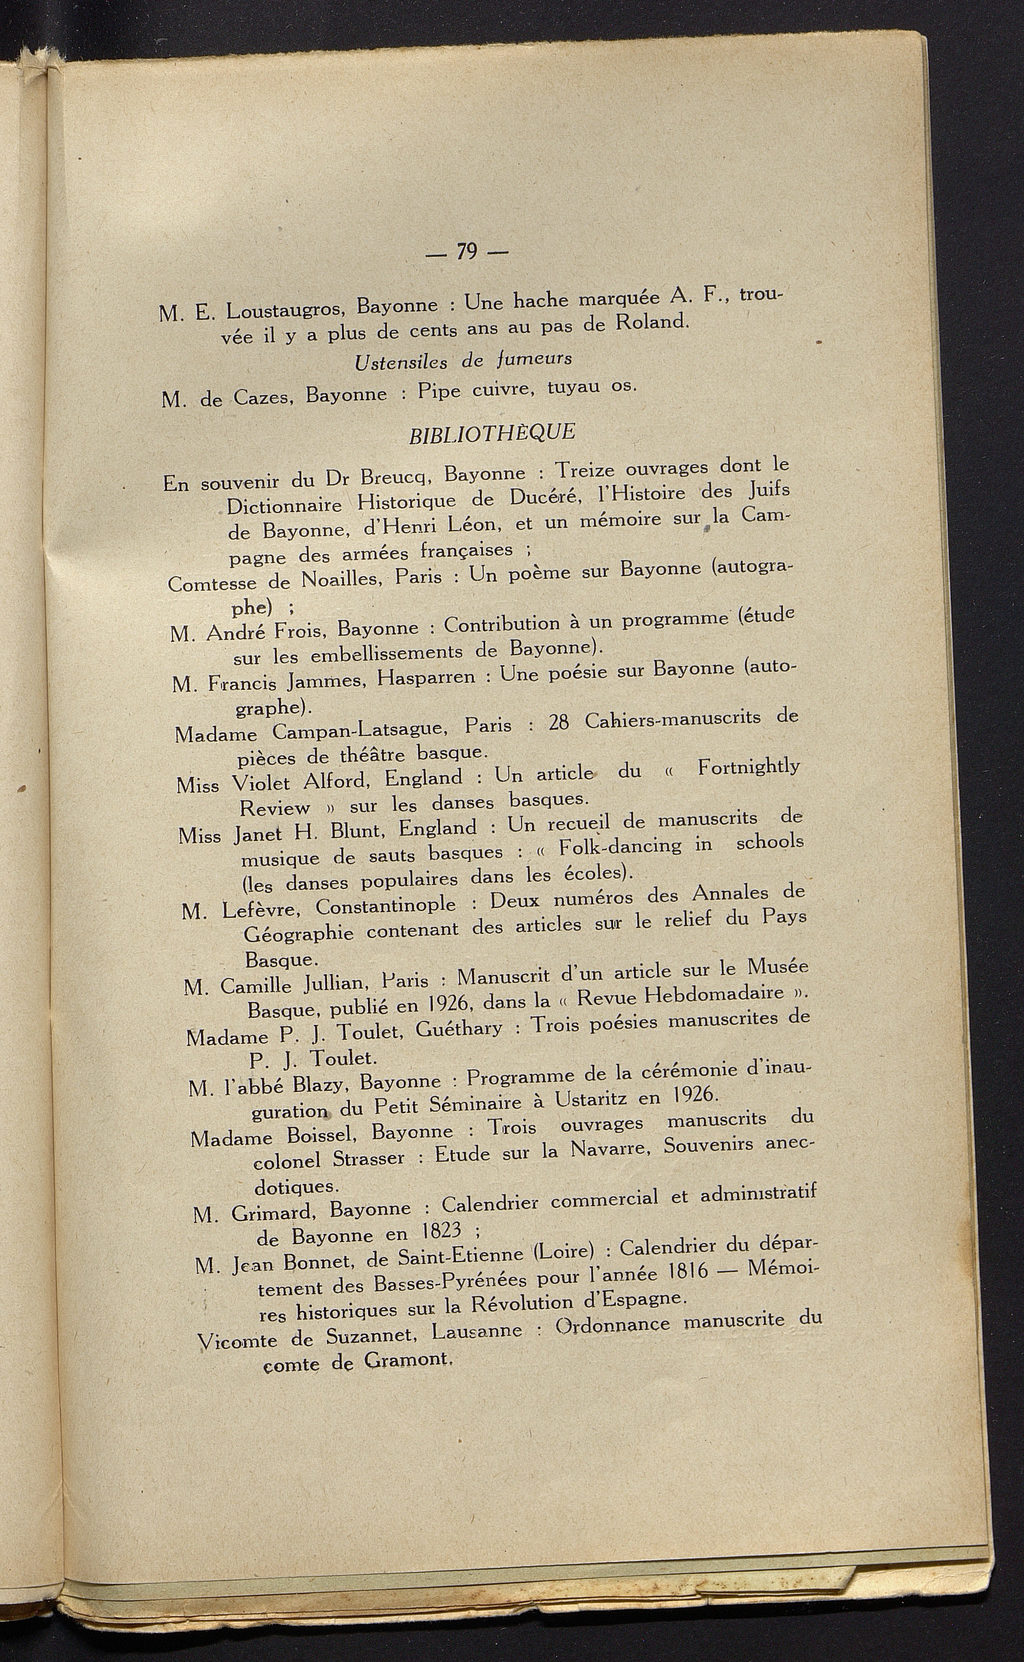 — 79 —
M. E. Loustaugros, Bayonne : Une hache marquée A. F., trou-
vée il y a plus de cents ans au pas de Roland.
Ustensiles de fumeurs
M. de Cazes, Bayonne : Pipe cuivre, tuyau os.
BIBLIOTHÈQUE
En souvenir du Dr Breucq, Bayonne : Treize ouvrages dont le
Dictionnaire Historique de Ducéré, l'Histoire des Juifs
de Bayonne, d'Henri Léon, et un mémoire sur la Cam-
pagne des armées françaises ;
Comtesse de Noailles, Paris : Un poème sur Bayonne (autogra-
phe) ;
M. André Frois, Bayonne : Contribution à un programme (étude
sur les embellissements de Bayonne).
M. Francis Jammes, Hasparren : Une poésie sur Bayonne (auto-
graphe).
Madame Campan-Latsague, Paris : 28 Cahiers-manuscrits de
pièces de théâtre basque.
Miss Violet Alford, England : Un article du « Fortnightly
Review » sur les danses basques.
Miss Janet H. Blunt, England : Un recueil de manuscrits de
musique de sauts basques : « Folk-dancing in schools
(les danses populaires dans les écoles).
M. Lefèvre, Constantinople : Deux numéros des Annales de
Géographie contenant des articles sur le relief du Pays
Basque.
M. Camille Jullian, Paris : Manuscrit d'un article sur le Musée
Basque, publié en 1926, dans la « Revue Hebdomadaire ».
Madame P. J. Toulet, Guéthary : Trois poésies manuscrites de
P. J. Toulet.
M. l'abbé Blazy, Bayonne : Programme de la cérémonie d'inau-
guration du Petit Séminaire à Ustaritz en 1926.
Madame Boissel, Bayonne : Trois ouvrages manuscrits du
colonel Strasser : Etude sur la Navarre, Souvenirs anec-
dotiques.
M. Grimard, Bayonne : Calendrier commercial et administratif
de Bayonne en 1823 ;
M. Jean Bonnet, de Saint-Etienne (Loire) : Calendrier du dépar-
tement des Basses-Pyrénées pour l'année 1816 — Mémoi-
res historiques sur la Révolution d'Espagne.
Vicomte de Suzannet, Lausanne : Ordonnance manuscrite du
comte de Gramont.